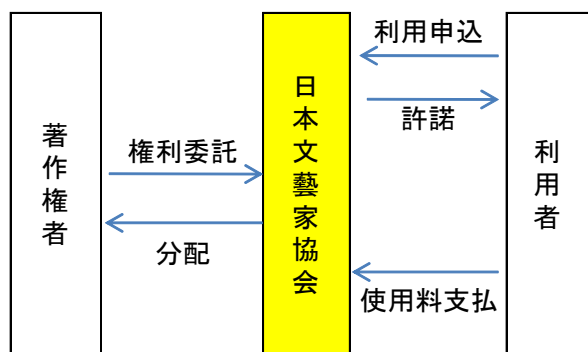 著作権者
権利委託
分配
日本文藝家協会
利用申込
許諾
使用料支払
利用者